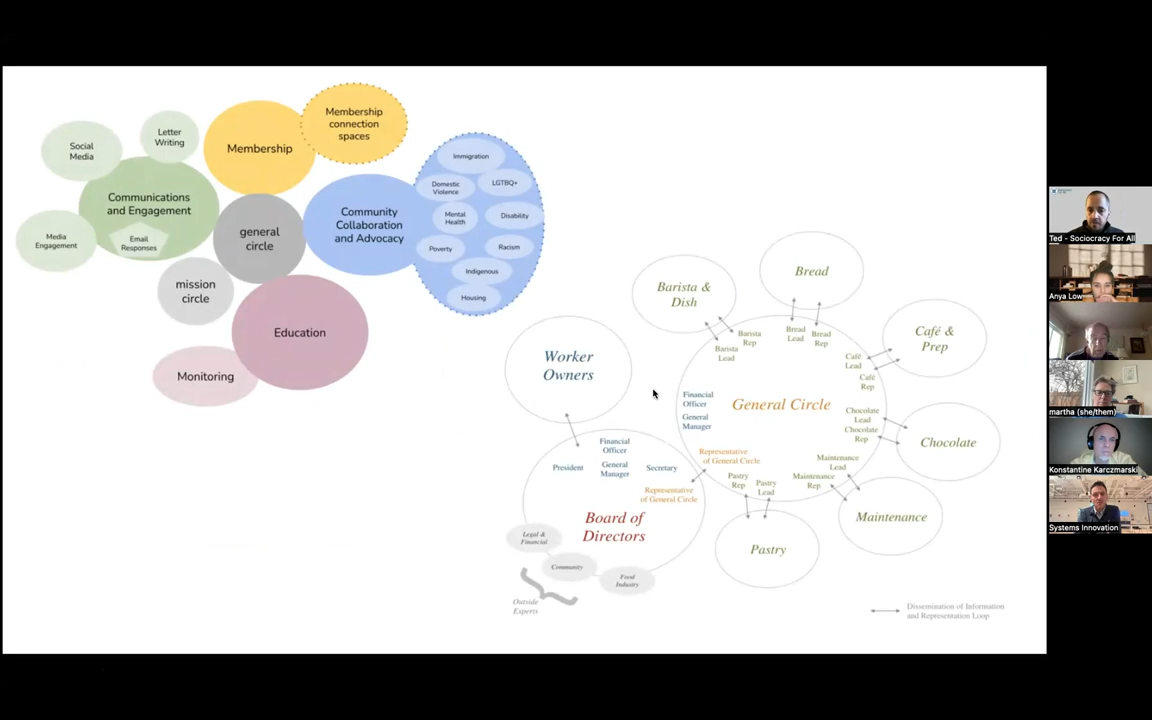 Membership
connection
spaces
Letter
Writing
Social
Media
Membership
Immigration
Domestic
Violence
LGTBQ+
Communications
and Engagement
Community
Collaboration
and Advocacy
Mental
Health
Disability
general
circle
Media
Engagement
Email
Responses
Poverty
Racism
Indigenous
mission
circle
Housing
Education
Monitoring
Barista &
Dish
Bread
Café &
Prep
Worker
Owners
Barista
Lead
Barista
Rep
Bread
Lead
Bread
Rep
Café
Lead
Café
Rep
Financial
Officer
General
Manager
General Circle
Chocolate
Lead
Chocolate
Rep
Chocolate
Representative
of General Circle
Maintenance
Lead
Maintenance
Rep
Pastry
Rep
Pastry
Lead
President
Financial
Officer
General
Manager
Secretary
Representative
of General Circle
Board of
Directors
Maintenance
Pastry
Legal &
Financial
Community
Food
Industry
Outside
Experts
Dissemination of Information
and Representation Loop
Ted - Sociocracy For All
Anya Low
martha (she/them)
Konstantine Karczmarski
Systems Innovation